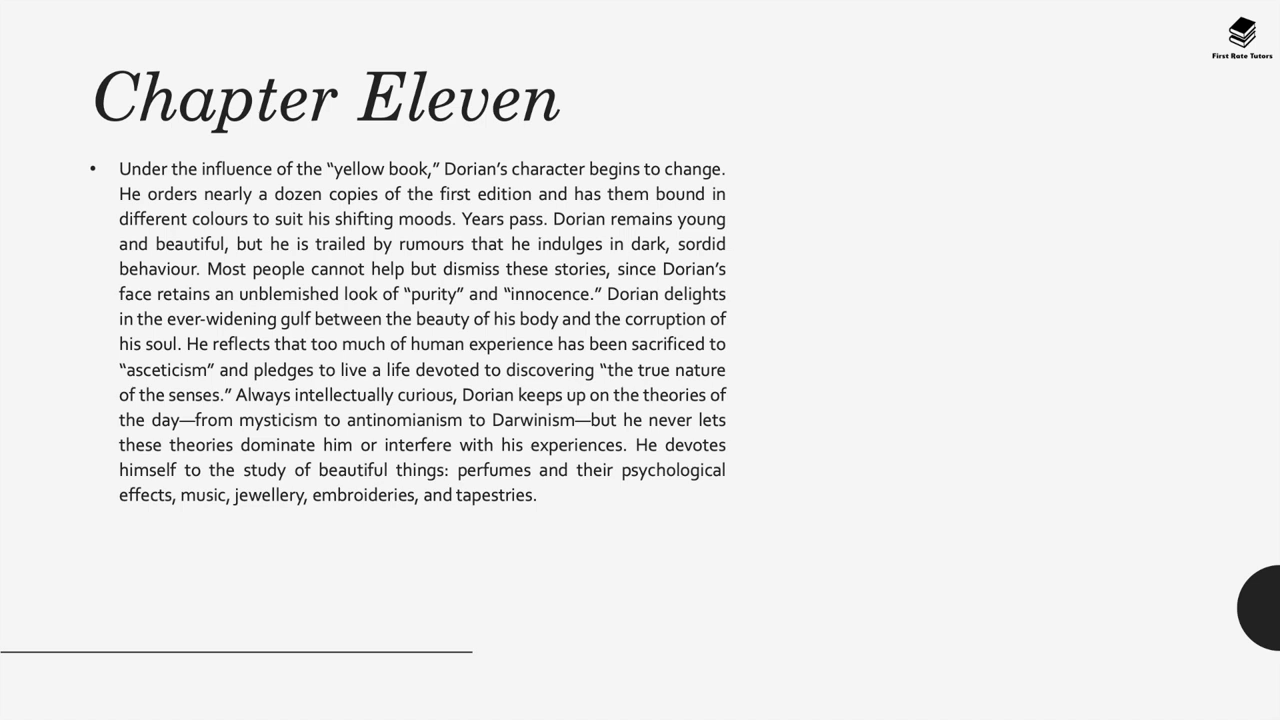 First Rate Tutors
Chapter Eleven
• Under the influence of the “yellow book,” Dorian’s character begins to change.
He orders nearly a dozen copies of the first edition and has them bound in
different colours to suit his shifting moods. Years pass. Dorian remains young
and beautiful, but he is trailed by rumours that he indulges in dark, sordid
behaviour. Most people cannot help but dismiss these stories, since Dorian’s
face retains an unblemished look of “purity” and “innocence.” Dorian delights
in the ever-widening gulf between the beauty of his body and the corruption of
his soul. He reflects that too much of human experience has been sacrificed to
“asceticism” and pledges to live a life devoted to discovering “the true nature
of the senses.” Always intellectually curious, Dorian keeps up on the theories of
the day—from mysticism to antinomianism to Darwinism—but he never lets
these theories dominate him or interfere with his experiences. He devotes
himself to the study of beautiful things: perfumes and their psychological
effects, music, jewellery, embroideries, and tapestries.